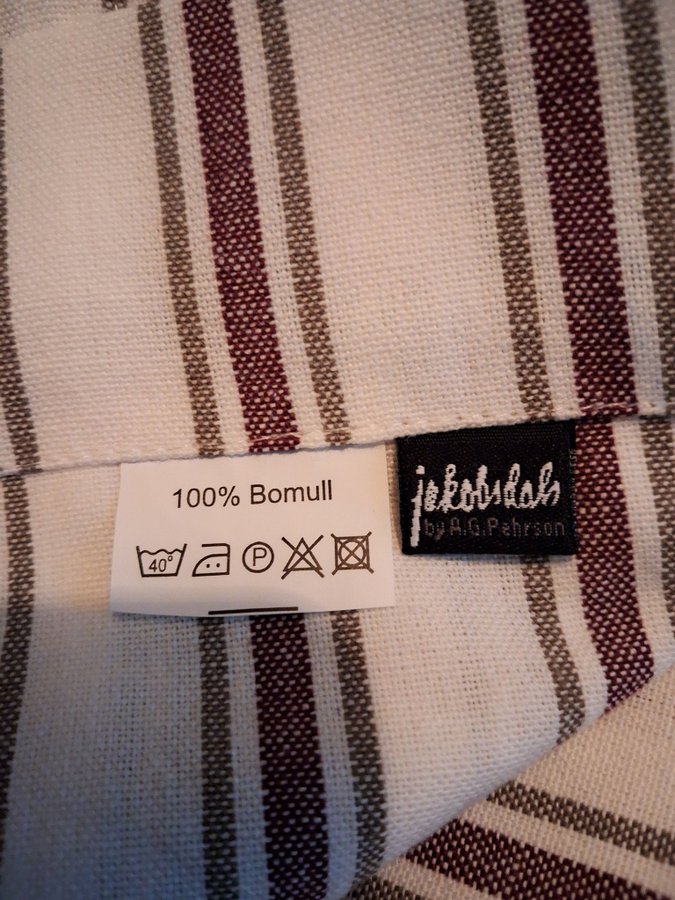 100% Bomull
40°
P
jakobsdals
by A.G.Pehrson